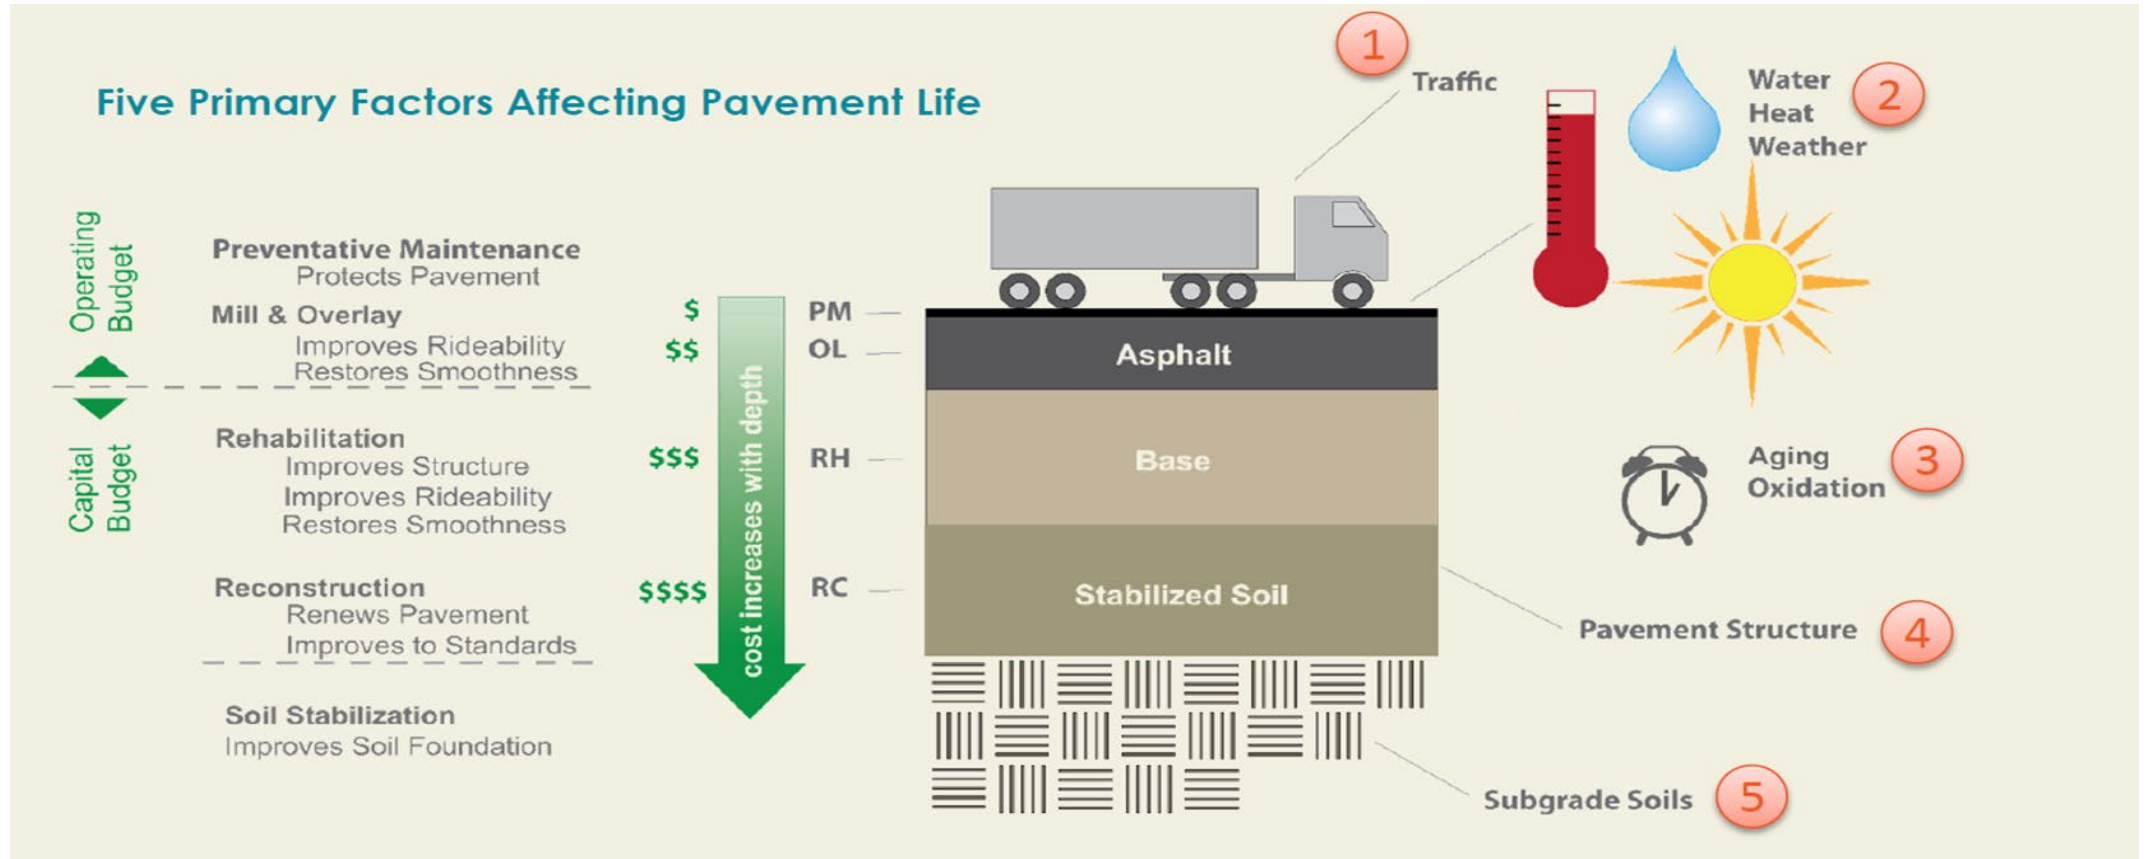 Five Primary Factors Affecting Pavement Life
Operating
Budget
Capital
Budget
Preventative Maintenance
Protects Pavement
Mill & Overlay
Improves Rideability
Restores Smoothness
Rehabilitation
Improves Structure
Improves Rideability
Restores Smoothness
Reconstruction
Renews Pavement
Improves to Standards
Soil Stabilization
Improves Soil Foundation
$
$$
$$$
$$$$
cost increases with depth
PM
OL
RH
RC
Asphalt
Base
Stabilized Soil
1
Traffic
Water
Heat
Weather
2
Aging
Oxidation
3
Pavement Structure
4
Subgrade Soils
5